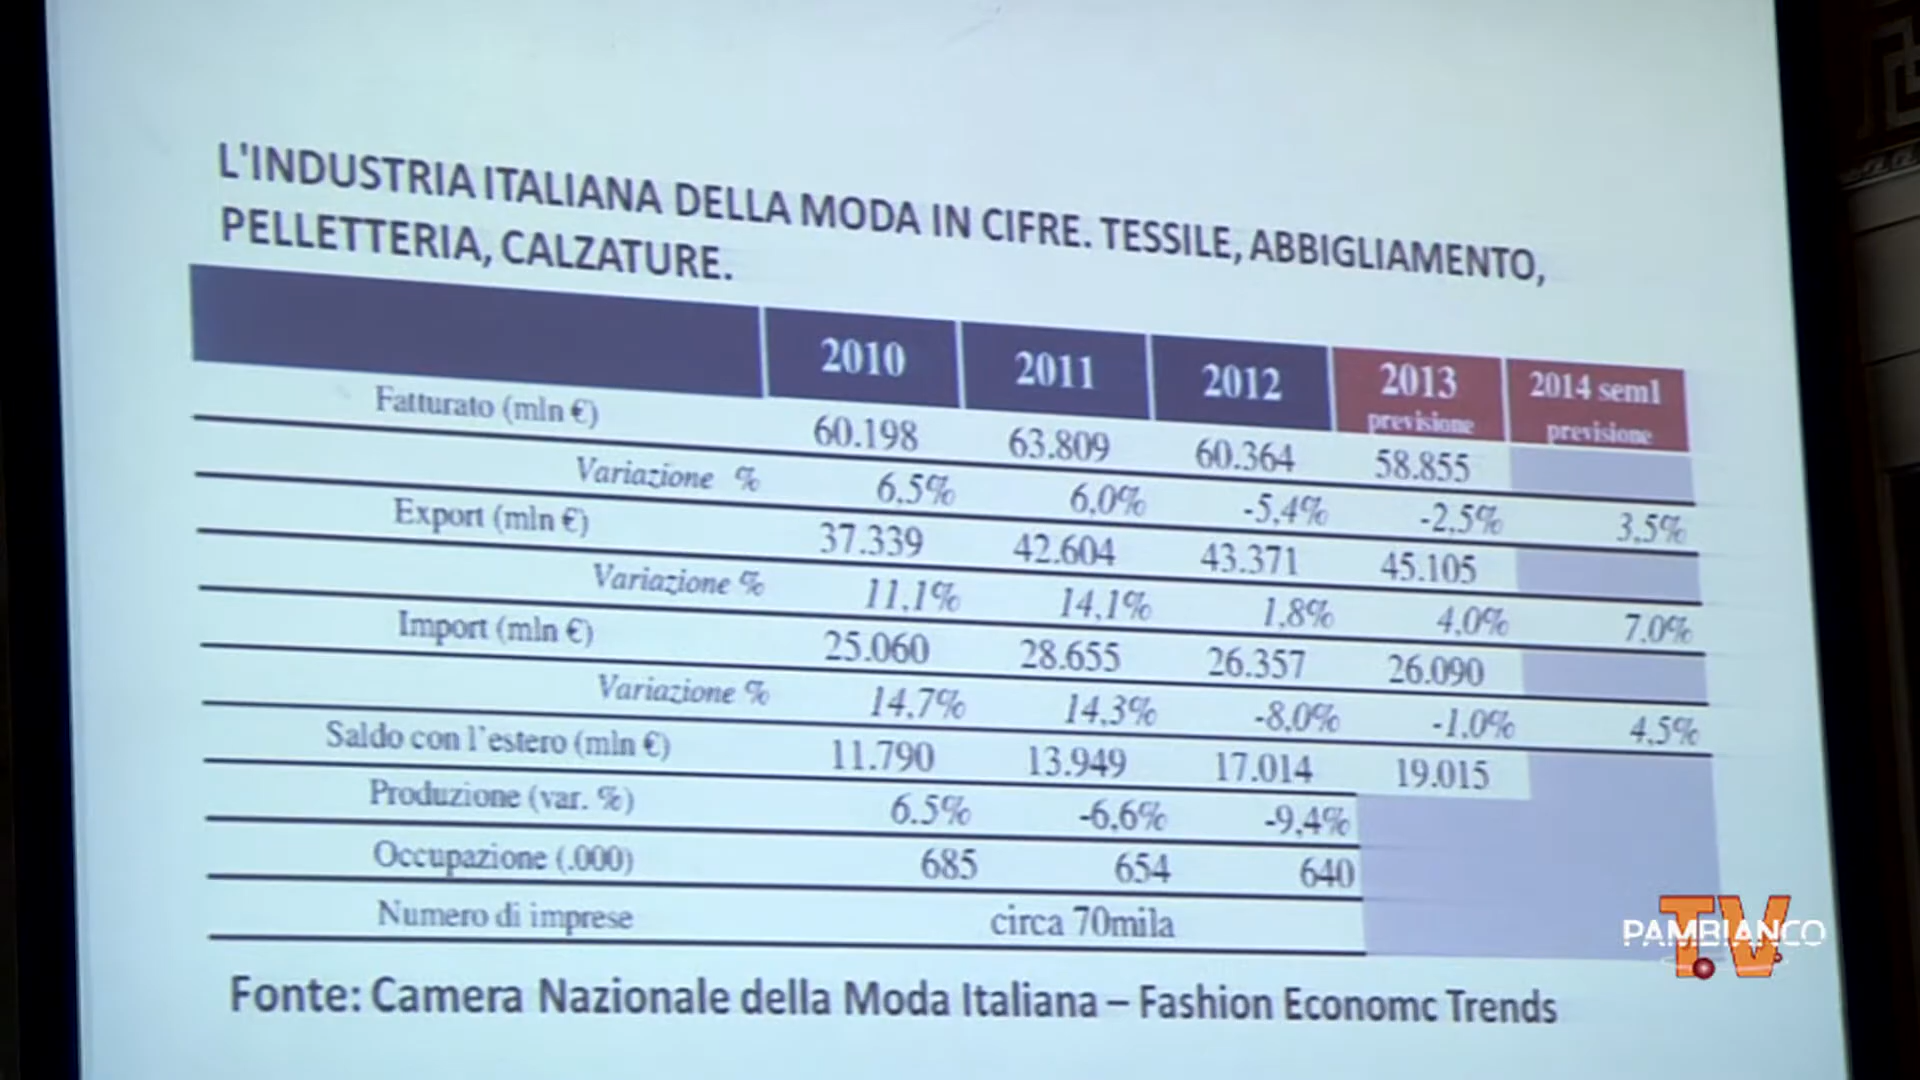 L'INDUSTRIA ITALIANA DELLA MODA IN CIFRE. TESSILE, ABBIGLIAMENTO,
PELLETTERIA, CALZATURE.
2010 2011 2012 2013 previsione 2014 sem1 previsione
Fatturato (mln €) 60.198 63.809 60.364 58.855
Variazione % 6,5% 6,0% -5,4% -2,5% 3,5%
Export (mln €) 37.339 42.604 43.371 45.105
Variazione % 11,1% 14,1% 1,8% 4,0% 7,0%
Import (mln €) 25.060 28.655 26.357 26.090
Variazione % 14,7% 14,3% -8,0% -1,0% 4,5%
Saldo con l'estero (mln €) 11.790 13.949 17.014 19.015
Produzione (var. %) 6.5% -6,6% -9,4%
Occupazione (.000) 685 654 640
Numero di imprese circa 70mila
Fonte: Camera Nazionale della Moda Italiana – Fashion Economc Trends
PAMBIANCO
TV